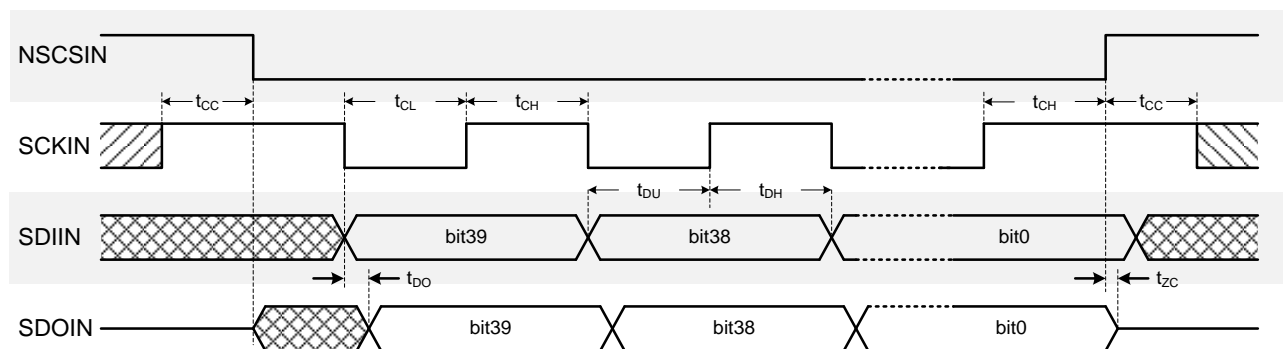 NSCSIN
tCC tCL tCH tCH tCC
SCKIN
tDU tDH
SDIIN bit39 bit38 bit0
tDO tZC
SDOIN bit39 bit38 bit0